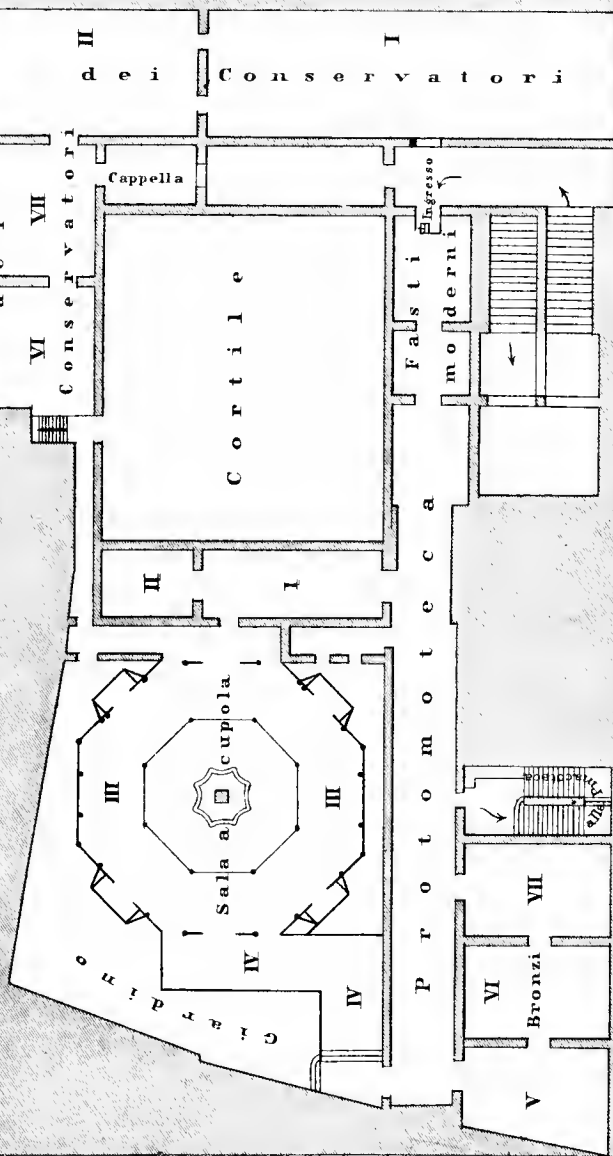 II
I
dei Conservatori
Cappella
VII
VI
Conservatori
Ingresso
Cortile
Fasti
moderni
II
I
Protomoteca
III
Sala a cupola
III
IV
IV
Giardino
alla Pinacoteca
VII
VI
Bronzi
V